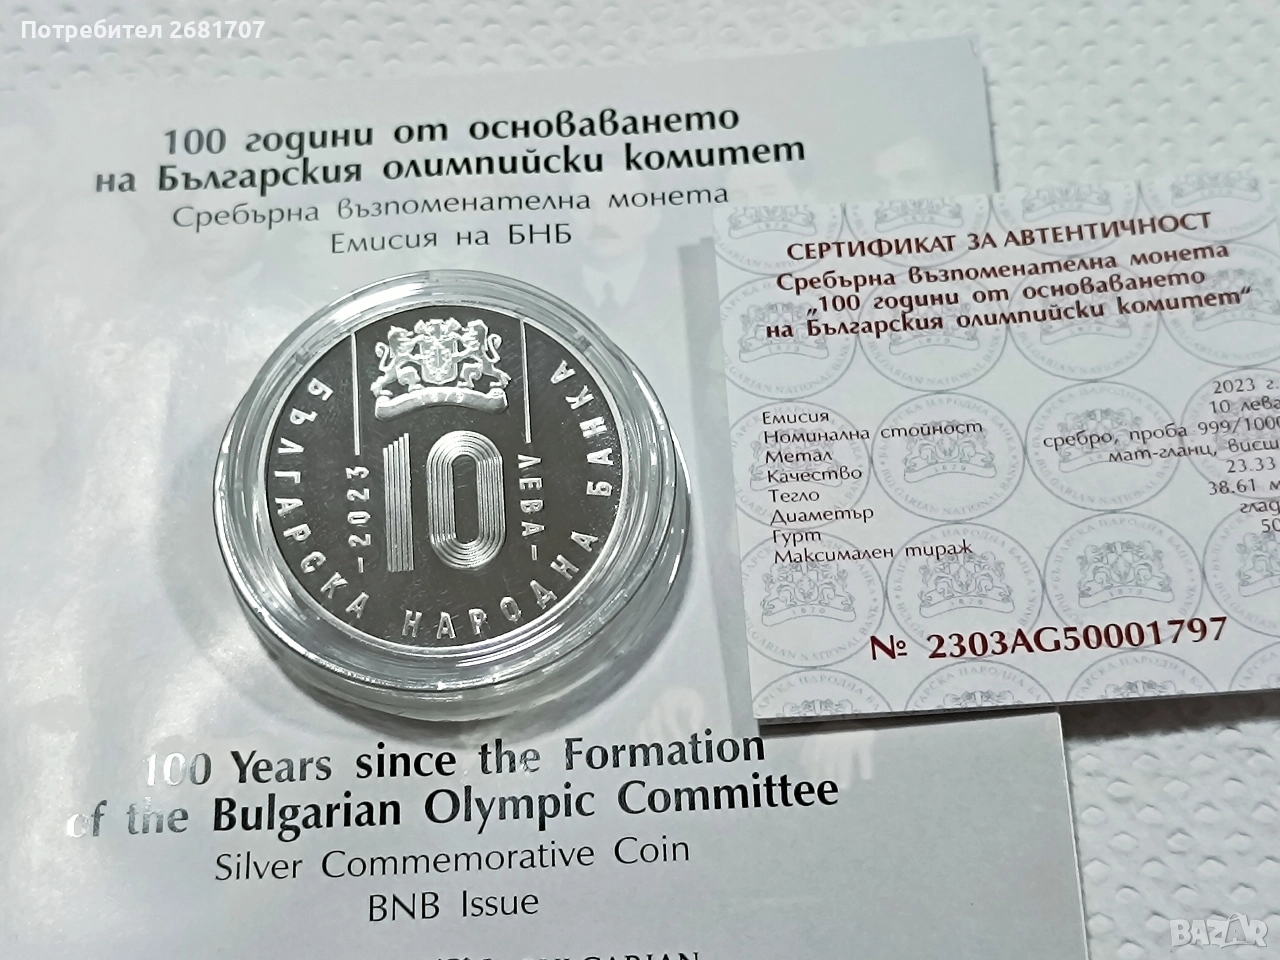 Потребител 2681707
100 години от основаването
на Българския олимпийски комитет
Сребърна възпоменателна монета
Емисия на БНБ
БЪЛГАРСКА НАРОДНА БАНКА
1879
–2023–
10
ЛЕВА–
СЕРТИФИКАТ ЗА АВТЕНТИЧНОСТ
Сребърна възпоменателна монета
„100 години от основаването
на Българския олимпийски комитет“
Емисия 2023 г.
Номинална стойност 10 лева
Метал сребро, проба 999/1000
Качество мат-гланц, висш
Тегло 23.33
Диаметър 38.61 м
Гурт глад
Максимален тираж 50
№ 2303AG50001797
100 Years since the Formation
of the Bulgarian Olympic Committee
Silver Commemorative Coin
BNB Issue
BAZAR